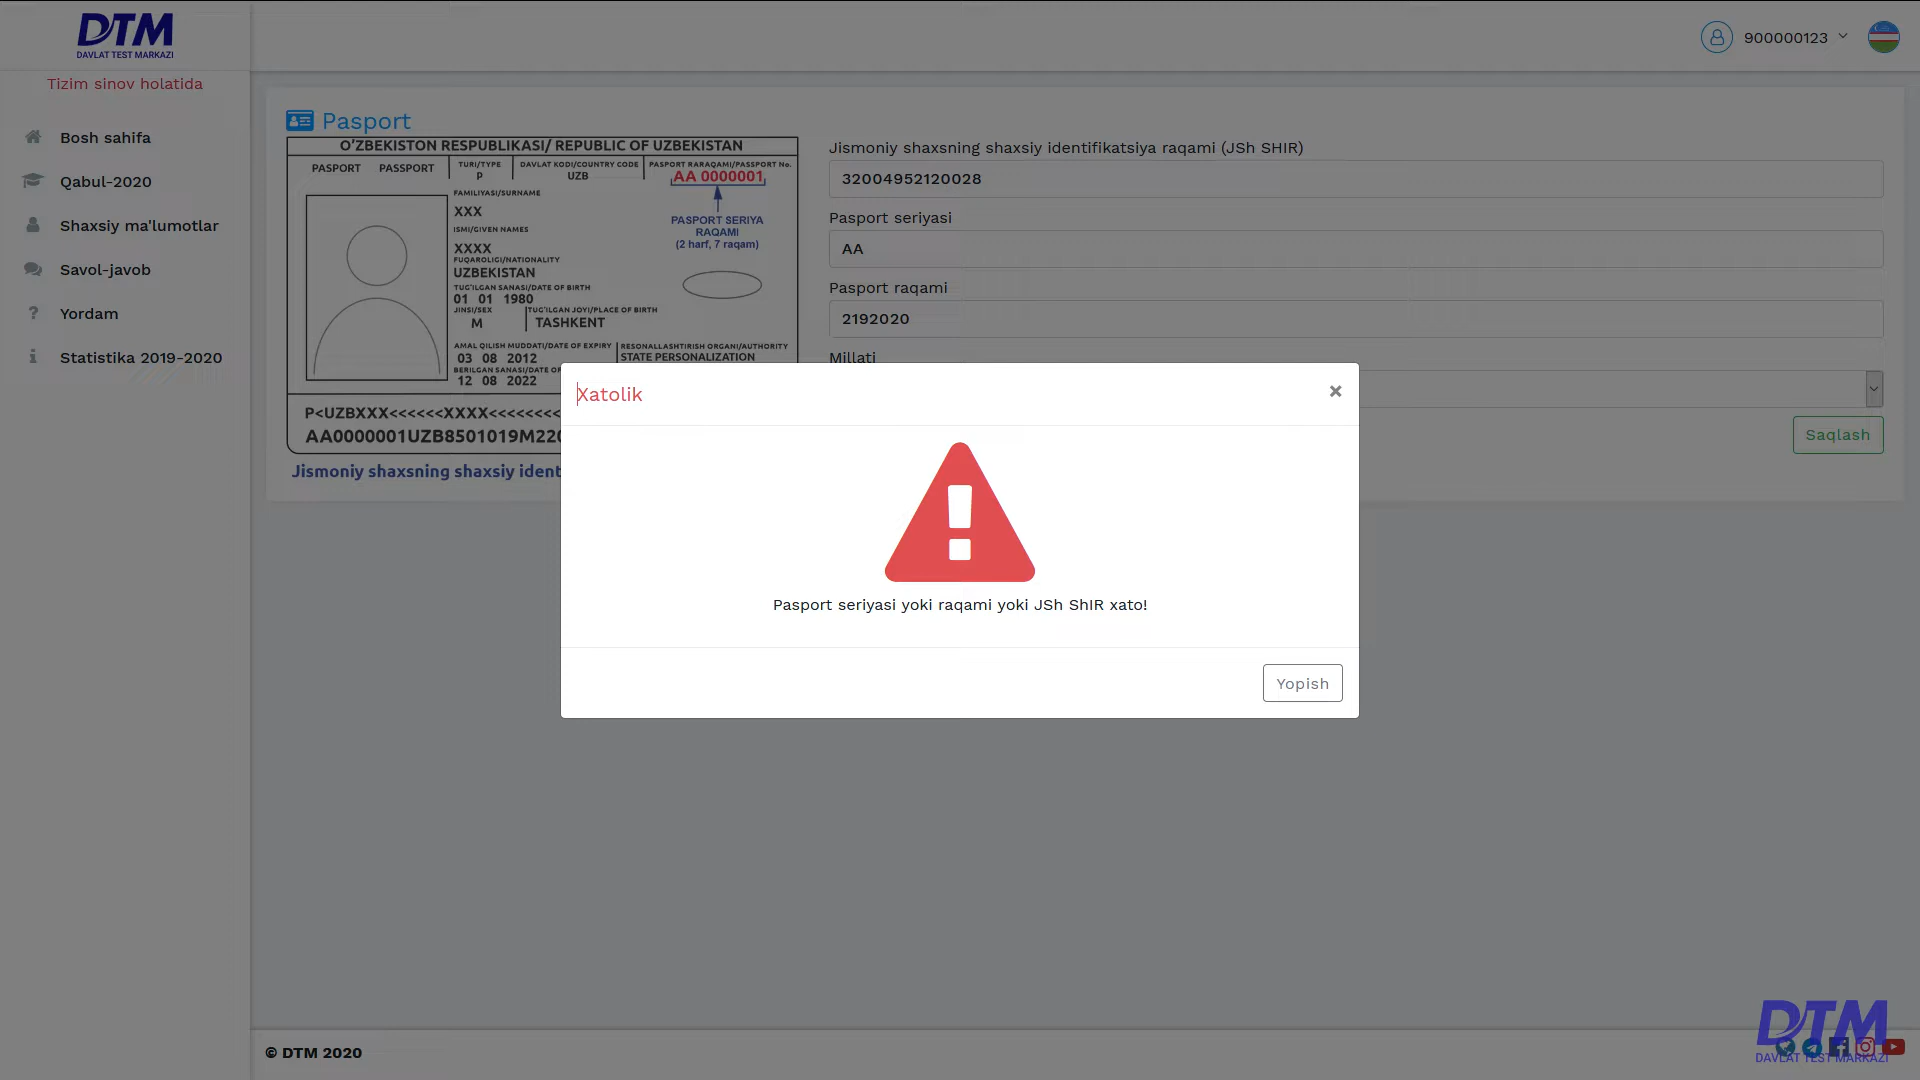 DTM
DAVLAT TEST MARKAZI
900000123
Tizim sinov holatida
Bosh sahifa
Qabul-2020
Shaxsiy ma'lumotlar
Savol-javob
Yordam
Statistika 2019-2020
Pasport
O'ZBEKISTON RESPUBLIKASI/ REPUBLIC OF UZBEKISTAN
PASPORT PASSPORT
TURI/TYPE
P
DAVLAT KODI/COUNTRY CODE
UZB
PASPORT RARAQAMI/PASSPORT No.
AA 0000001
FAMILIYASI/SURNAME
XXX
ISMI/GIVEN NAMES
XXXX
FUQAROLIGI/NATIONALITY
UZBEKISTAN
PASPORT SERIYA
RAQAMI
(2 harf, 7 raqam)
TUG'ILGAN SANASI/DATE OF BIRTH
01 01 1980
JINSI/SEX
M
TUG'ILGAN JOYI/PLACE OF BIRTH
TASHKENT
AMAL QILISH MUDDATI/DATE OF EXPIRY
03 08 2012
RESONALLASHTIRISH ORGANI/AUTHORITY
STATE PERSONALIZATION
BERILGAN SANASI/DATE O
12 08 2022
P<UZBXXX<<<<<<XXXX<<<<<<<<
AA0000001UZB8501019M220
Jismoniy shaxsning shaxsiy ident
Jismoniy shaxsning shaxsiy identifikatsiya raqami (JSh SHIR)
32004952120028
Pasport seriyasi
AA
Pasport raqami
2192020
Millati
Saqlash
Xatolik
×
Pasport seriyasi yoki raqami yoki JSh ShIR xato!
Yopish
© DTM 2020
DTM
DAVLAT TEST MARKAZI